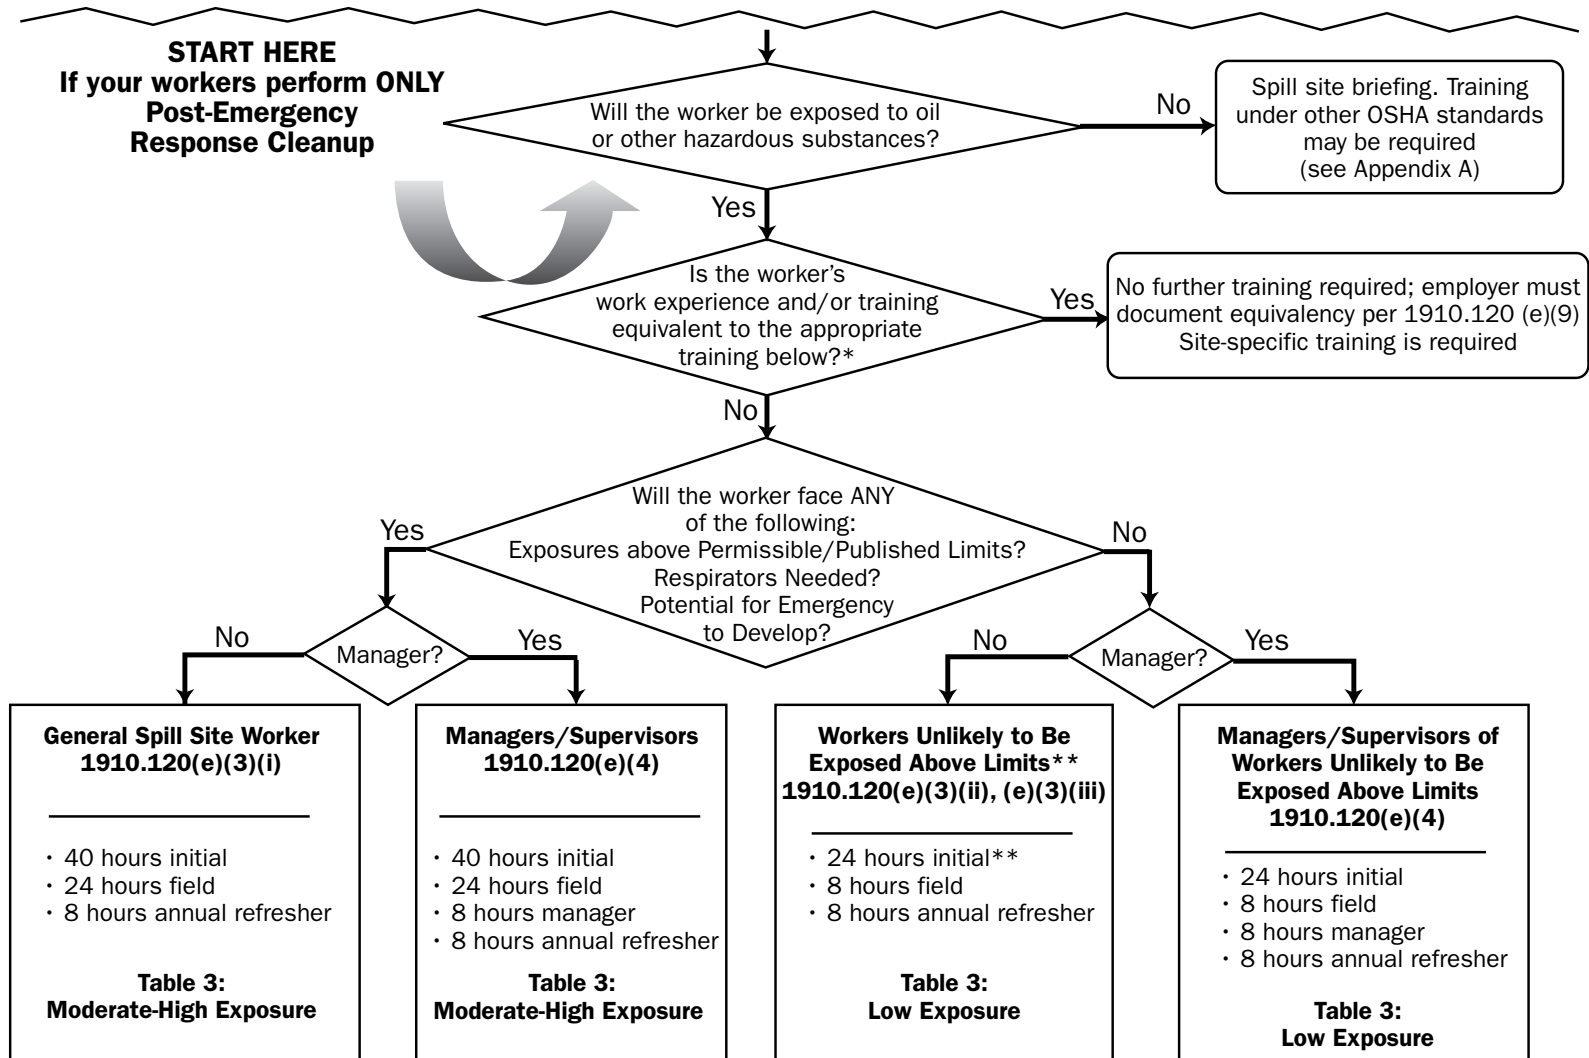 START HERE
If your workers perform ONLY
Post-Emergency
Response Cleanup
Will the worker be exposed to oil
or other hazardous substances?
No
Spill site briefing. Training
under other OSHA standards
may be required
(see Appendix A)
Yes
Is the worker's
work experience and/or training
equivalent to the appropriate
training below?*
Yes
No further training required; employer must
document equivalency per 1910.120 (e)(9)
Site-specific training is required
No
Will the worker face ANY
of the following:
Exposures above Permissible/Published Limits?
Respirators Needed?
Potential for Emergency
to Develop?
Yes
No
Manager?
No
Yes
Manager?
No
Yes
General Spill Site Worker
1910.120(e)(3)(i)
· 40 hours initial
· 24 hours field
· 8 hours annual refresher
Table 3:
Moderate-High Exposure
Managers/Supervisors
1910.120(e)(4)
· 40 hours initial
· 24 hours field
· 8 hours manager
· 8 hours annual refresher
Table 3:
Moderate-High Exposure
Workers Unlikely to Be
Exposed Above Limits**
1910.120(e)(3)(ii), (e)(3)(iii)
· 24 hours initial**
· 8 hours field
· 8 hours annual refresher
Table 3:
Low Exposure
Managers/Supervisors of
Workers Unlikely to Be
Exposed Above Limits
1910.120(e)(4)
· 24 hours initial
· 8 hours field
· 8 hours manager
· 8 hours annual refresher
Table 3:
Low Exposure